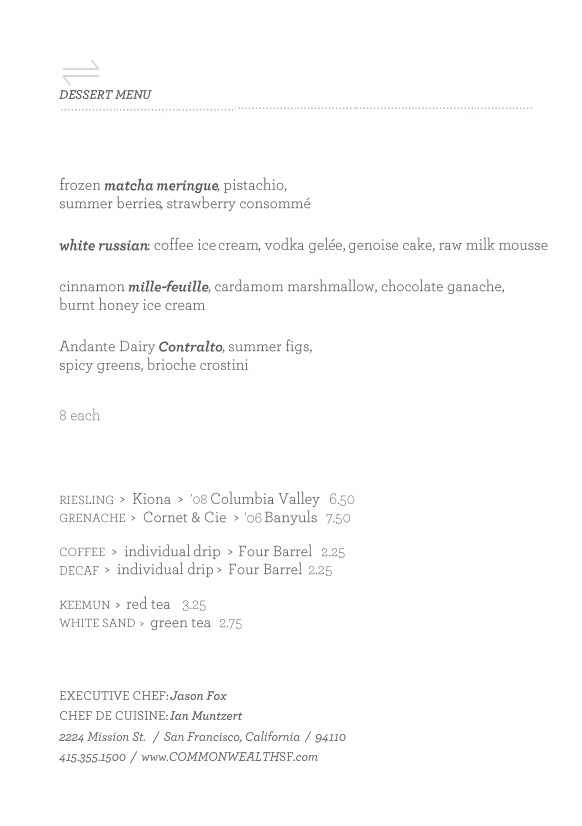 DESSERT MENU
frozen matcha meringue, pistachio,
summer berries, strawberry consommé
white russian: coffee ice cream, vodka gelée, genoise cake, raw milk mousse
cinnamon mille-feuille, cardamom marshmallow, chocolate ganache,
burnt honey ice cream
Andante Dairy Contralto, summer figs,
spicy greens, brioche crostini
8 each
RIESLING > Kiona > '08 Columbia Valley 6.50
GRENACHE > Cornet & Cie > '06 Banyuls 7.50
COFFEE > individual drip > Four Barrel 2.25
DECAF > individual drip > Four Barrel 2.25
KEEMUN > red tea 3.25
WHITE SAND > green tea 2.75
EXECUTIVE CHEF: Jason Fox
CHEF DE CUISINE: Ian Muntzert
2224 Mission St. / San Francisco, California / 94110
415.355.1500 / www.COMMONWEALTHSF.com